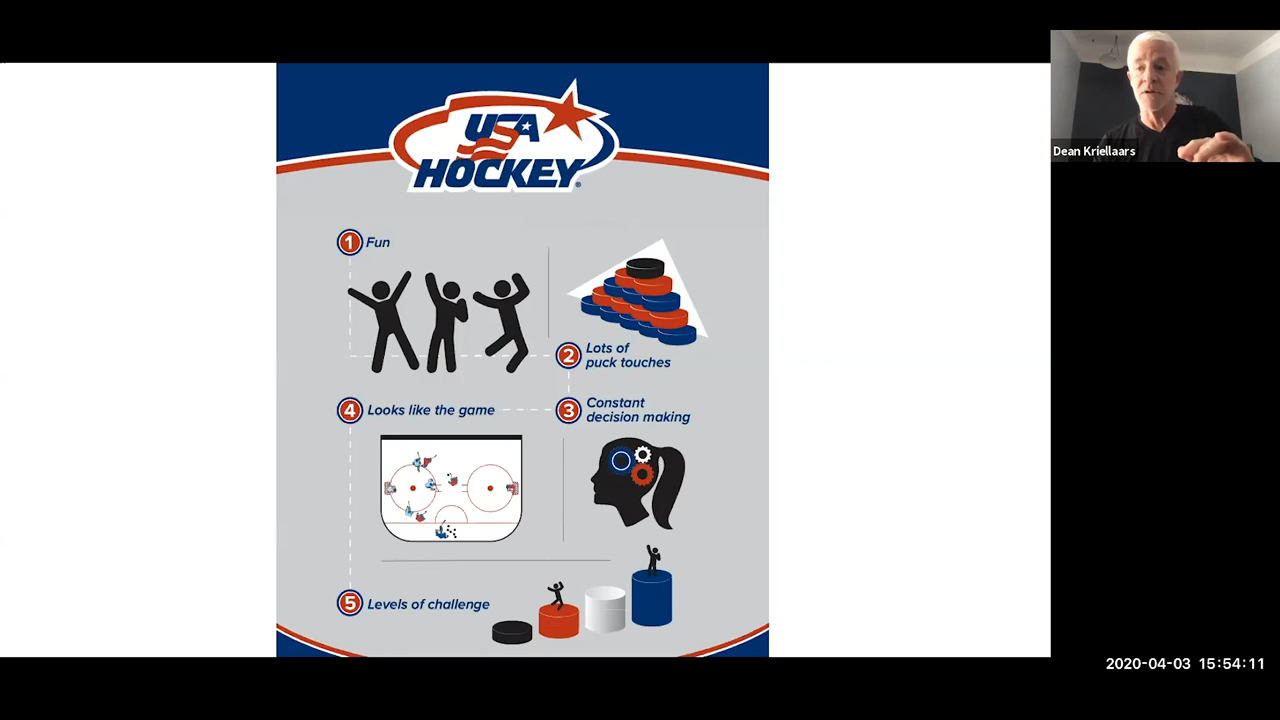 USA
HOCKEY®
1 Fun
2 Lots of
puck touches
3 Constant
decision making
4 Looks like the game
5 Levels of challenge
Dean Kriellaars
2020-04-03 15:54:11